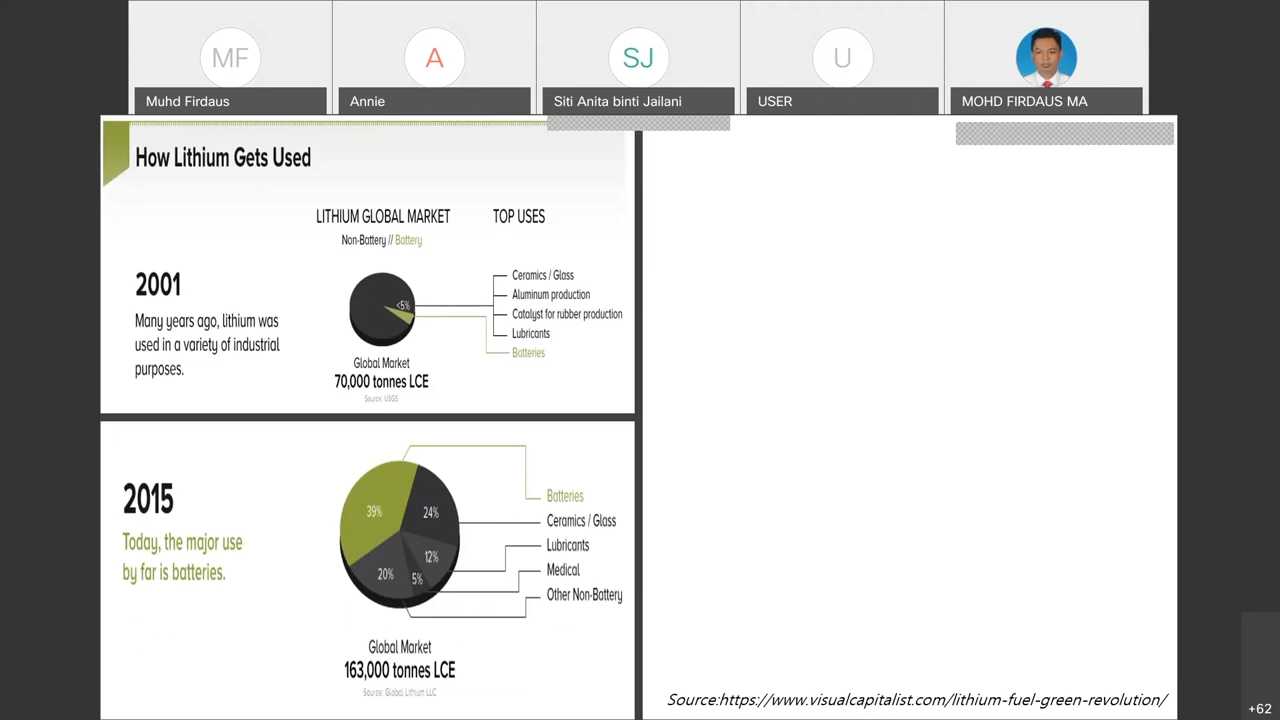 MF
A
SJ
U
Muhd Firdaus
Annie
Siti Anita binti Jailani
USER
MOHD FIRDAUS MA
How Lithium Gets Used
LITHIUM GLOBAL MARKET
TOP USES
Non-Battery // Battery
2001
Many years ago, lithium was
used in a variety of industrial
purposes.
<5%
Ceramics / Glass
Aluminum production
Catalyst for rubber production
Lubricants
Batteries
Global Market
70,000 tonnes LCE
Source: USGS
2015
Today, the major use
by far is batteries.
39%
24%
12%
5%
20%
Batteries
Ceramics / Glass
Lubricants
Medical
Other Non-Battery
Global Market
163,000 tonnes LCE
Source: Global Lithium LLC
Source:https://www.visualcapitalist.com/lithium-fuel-green-revolution/
+62